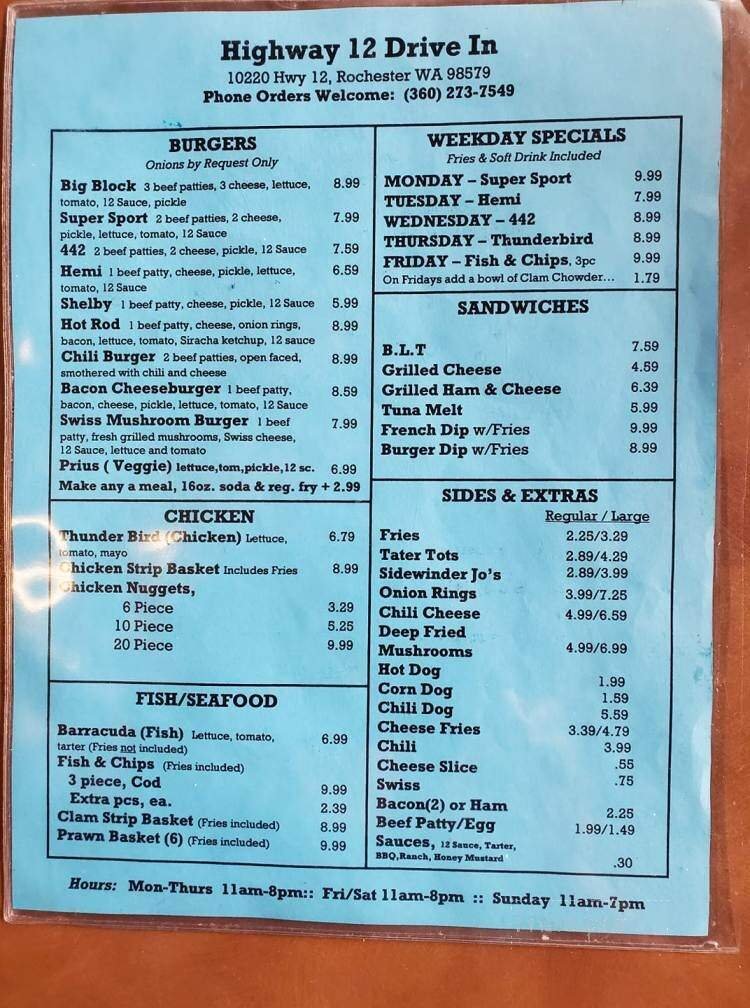 Highway 12 Drive In
10220 Hwy 12, Rochester WA 98579
Phone Orders Welcome: (360) 273-7549
BURGERS
Onions by Request Only
Big Block 3 beef patties, 3 cheese, lettuce, 8.99
tomato, 12 Sauce, pickle
Super Sport 2 beef patties, 2 cheese, 7.99
pickle, lettuce, tomato, 12 Sauce
442 2 beef patties, 2 cheese, pickle, 12 Sauce 7.59
Hemi 1 beef patty, cheese, pickle, lettuce, 6.59
tomato, 12 Sauce
Shelby 1 beef patty, cheese, pickle, 12 Sauce 5.99
Hot Rod 1 beef patty, cheese, onion rings, 8.99
bacon, lettuce, tomato, Siracha ketchup, 12 sauce
Chili Burger 2 beef patties, open faced, 8.99
smothered with chili and cheese
Bacon Cheeseburger 1 beef patty, 8.59
bacon, cheese, pickle, lettuce, tomato, 12 Sauce
Swiss Mushroom Burger 1 beef 7.99
patty, fresh grilled mushrooms, Swiss cheese,
12 Sauce, lettuce and tomato
Prius ( Veggie) lettuce,tom,pickle,12 sc. 6.99
Make any a meal, 16oz. soda & reg. fry + 2.99
CHICKEN
Thunder Bird (Chicken) Lettuce, 6.79
tomato, mayo
Chicken Strip Basket Includes Fries 8.99
Chicken Nuggets,
6 Piece 3.29
10 Piece 5.25
20 Piece 9.99
FISH/SEAFOOD
Barracuda (Fish) Lettuce, tomato, 6.99
tarter (Fries not included)
Fish & Chips (Fries included)
3 piece, Cod 9.99
Extra pcs, ea. 2.39
Clam Strip Basket (Fries included) 8.99
Prawn Basket (6) (Fries included) 9.99
WEEKDAY SPECIALS
Fries & Soft Drink Included
MONDAY – Super Sport 9.99
TUESDAY – Hemi 7.99
WEDNESDAY – 442 8.99
THURSDAY – Thunderbird 8.99
FRIDAY – Fish & Chips, 3pc 9.99
On Fridays add a bowl of Clam Chowder... 1.79
SANDWICHES
B.L.T 7.59
Grilled Cheese 4.59
Grilled Ham & Cheese 6.39
Tuna Melt 5.99
French Dip w/Fries 9.99
Burger Dip w/Fries 8.99
SIDES & EXTRAS
Regular / Large
Fries 2.25/3.29
Tater Tots 2.89/4.29
Sidewinder Jo's 2.89/3.99
Onion Rings 3.99/7.25
Chili Cheese 4.99/6.59
Deep Fried
Mushrooms 4.99/6.99
Hot Dog 1.99
Corn Dog 1.59
Chili Dog 5.59
Cheese Fries 3.39/4.79
Chili 3.99
Cheese Slice .55
Swiss .75
Bacon(2) or Ham 2.25
Beef Patty/Egg 1.99/1.49
Sauces, 12 Sauce, Tarter,
BBQ,Ranch, Honey Mustard .30
Hours: Mon-Thurs 11am-8pm:: Fri/Sat 11am-8pm :: Sunday 11am-7pm